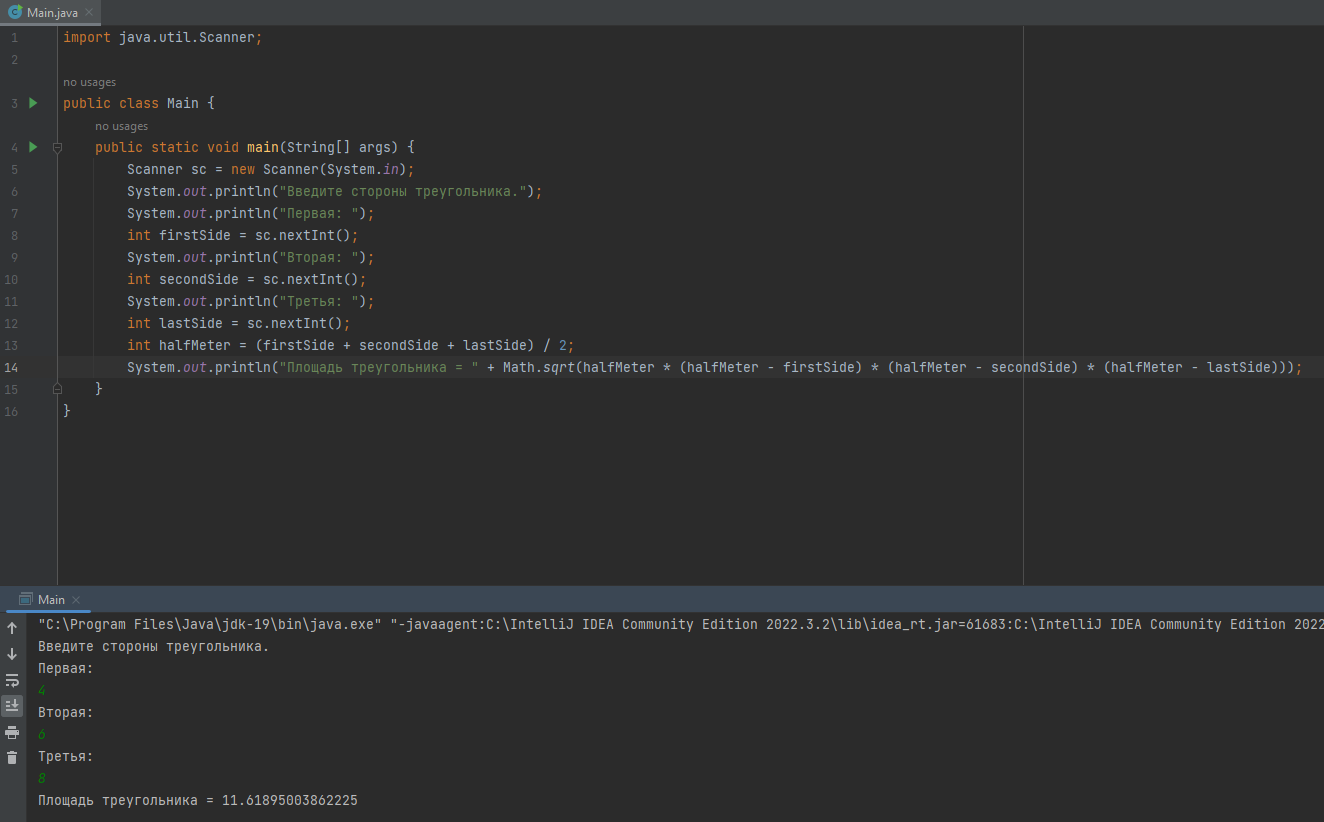 Main.java
1 import java.util.Scanner;
2
no usages
3 public class Main {
no usages
4 public static void main(String[] args) {
5 Scanner sc = new Scanner(System.in);
6 System.out.println("Введите стороны треугольника.");
7 System.out.println("Первая: ");
8 int firstSide = sc.nextInt();
9 System.out.println("Вторая: ");
10 int secondSide = sc.nextInt();
11 System.out.println("Третья: ");
12 int lastSide = sc.nextInt();
13 int halfMeter = (firstSide + secondSide + lastSide) / 2;
14 System.out.println("Площадь треугольника = " + Math.sqrt(halfMeter * (halfMeter - firstSide) * (halfMeter - secondSide) * (halfMeter - lastSide)));
15 }
16 }
Main
"C:\Program Files\Java\jdk-19\bin\java.exe" "-javaagent:C:\IntelliJ IDEA Community Edition 2022.3.2\lib\idea_rt.jar=61683:C:\IntelliJ IDEA Community Edition 2022
Введите стороны треугольника.
Первая:
4
Вторая:
6
Третья:
8
Площадь треугольника = 11.61895003862225